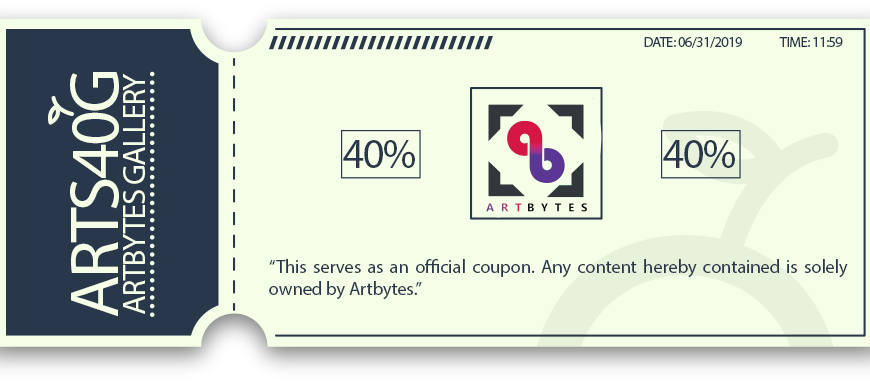 ARTS40G
ARTBYTES GALLERY
DATE: 06/31/2019 TIME: 11:59
40%
ab
ARTBYTES
40%
“This serves as an official coupon. Any content hereby contained is solely
owned by Artbytes.”